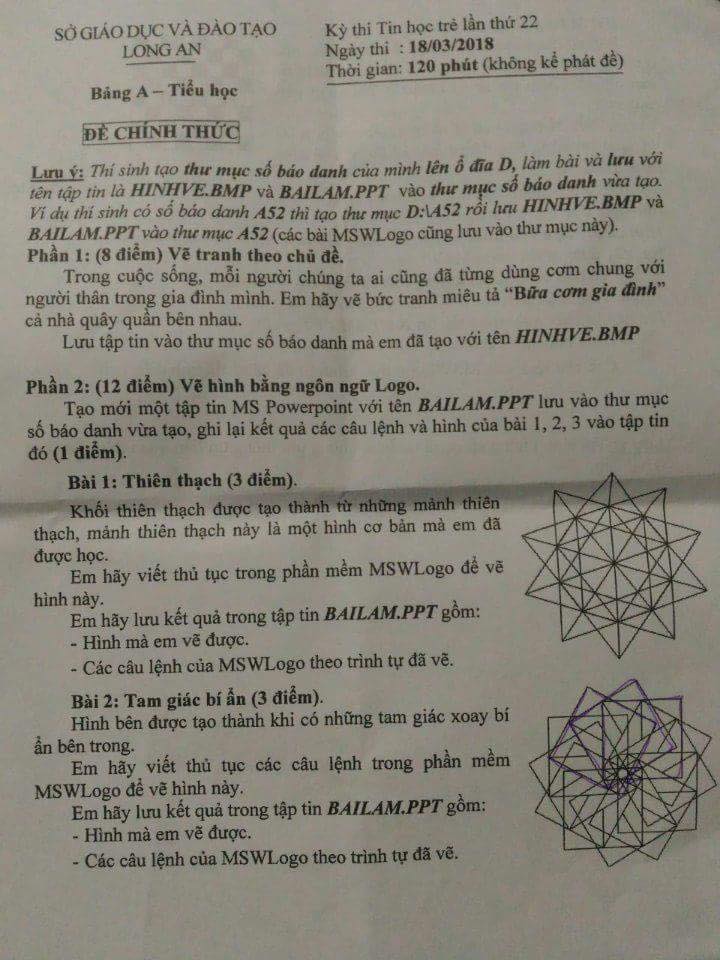 SỞ GIÁO DỤC VÀ ĐÀO TẠO
LONG AN
Bảng A – Tiểu học
ĐỀ CHÍNH THỨC
Kỳ thi Tin học trẻ lần thứ 22
Ngày thi : 18/03/2018
Thời gian: 120 phút (không kể phát đề)
Lưu ý: Thí sinh tạo thư mục số báo danh của mình lên ổ đĩa D, làm bài và lưu với
tên tập tin là HINHVE.BMP và BAILAM.PPT vào thư mục số báo danh vừa tạo.
Ví dụ thí sinh có số báo danh A52 thì tạo thư mục D:\A52 rồi lưu HINHVE.BMP và
BAILAM.PPT vào thư mục A52 (các bài MSWLogo cũng lưu vào thư mục này).
Phần 1: (8 điểm) Vẽ tranh theo chủ đề.
Trong cuộc sống, mỗi người chúng ta ai cũng đã từng dùng cơm chung với
người thân trong gia đình mình. Em hãy vẽ bức tranh miêu tả “Bữa cơm gia đình”
cả nhà quây quần bên nhau.
Lưu tập tin vào thư mục số báo danh mà em đã tạo với tên HINHVE.BMP
Phần 2: (12 điểm) Vẽ hình bằng ngôn ngữ Logo.
Tạo mới một tập tin MS Powerpoint với tên BAILAM.PPT lưu vào thư mục
số báo danh vừa tạo, ghi lại kết quả các câu lệnh và hình của bài 1, 2, 3 vào tập tin
đó (1 điểm).
Bài 1: Thiên thạch (3 điểm).
Khối thiên thạch được tạo thành từ những mảnh thiên
thạch, mảnh thiên thạch này là một hình cơ bản mà em đã
được học.
Em hãy viết thủ tục trong phần mềm MSWLogo để vẽ
hình này.
Em hãy lưu kết quả trong tập tin BAILAM.PPT gồm:
- Hình mà em vẽ được.
- Các câu lệnh của MSWLogo theo trình tự đã vẽ.
Bài 2: Tam giác bí ẩn (3 điểm).
Hình bên được tạo thành khi có những tam giác xoay bí
ẩn bên trong.
Em hãy viết thủ tục các câu lệnh trong phần mềm
MSWLogo để vẽ hình này.
Em hãy lưu kết quả trong tập tin BAILAM.PPT gồm:
- Hình mà em vẽ được.
- Các câu lệnh của MSWLogo theo trình tự đã vẽ.